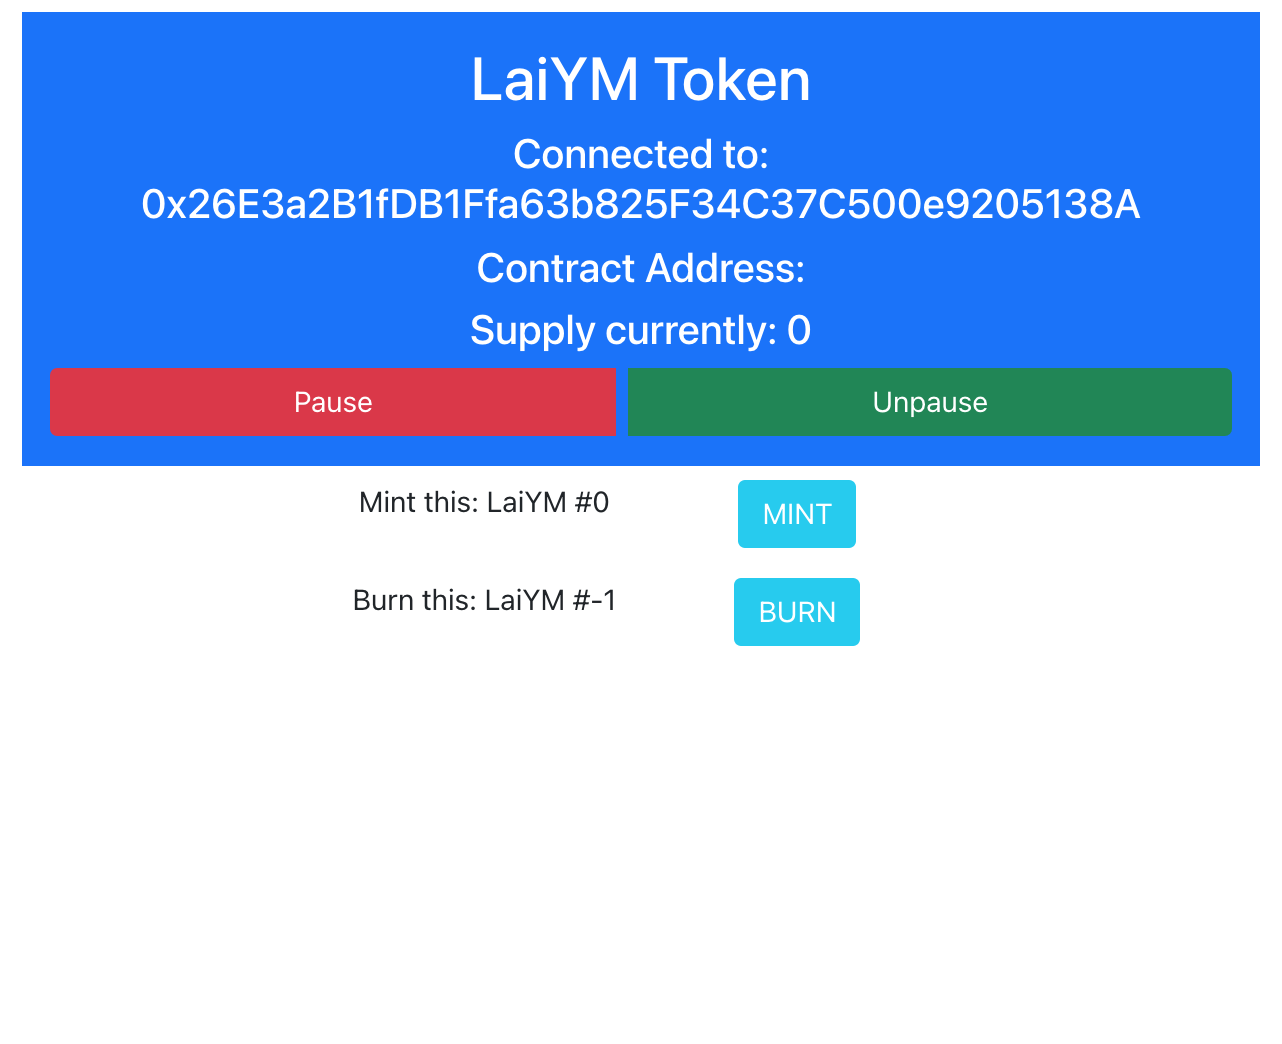 LaiYM Token
Connected to:
0x26E3a2B1fDB1Ffa63b825F34C37C500e9205138A
Contract Address:
Supply currently: 0
Pause
Unpause
Mint this: LaiYM #0
MINT
Burn this: LaiYM #-1
BURN